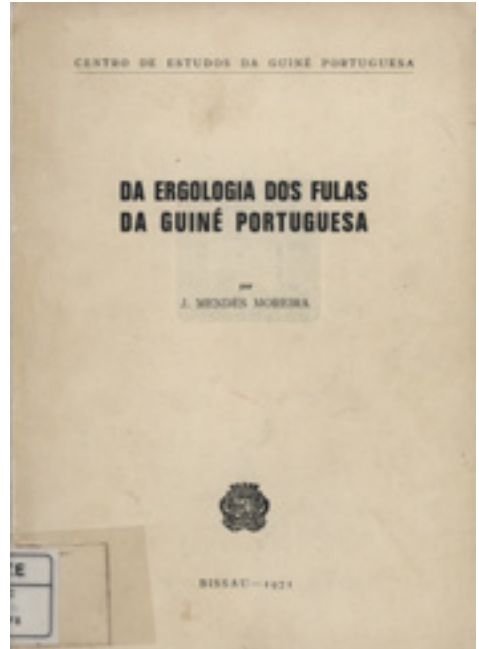 CENTRO DE ESTUDOS DA GUINÉ PORTUGUESA
DA ERGOLOGIA DOS FULAS
DA GUINÉ PORTUGUESA
por
J. MENDES MOREIRA
BISSAU—1971